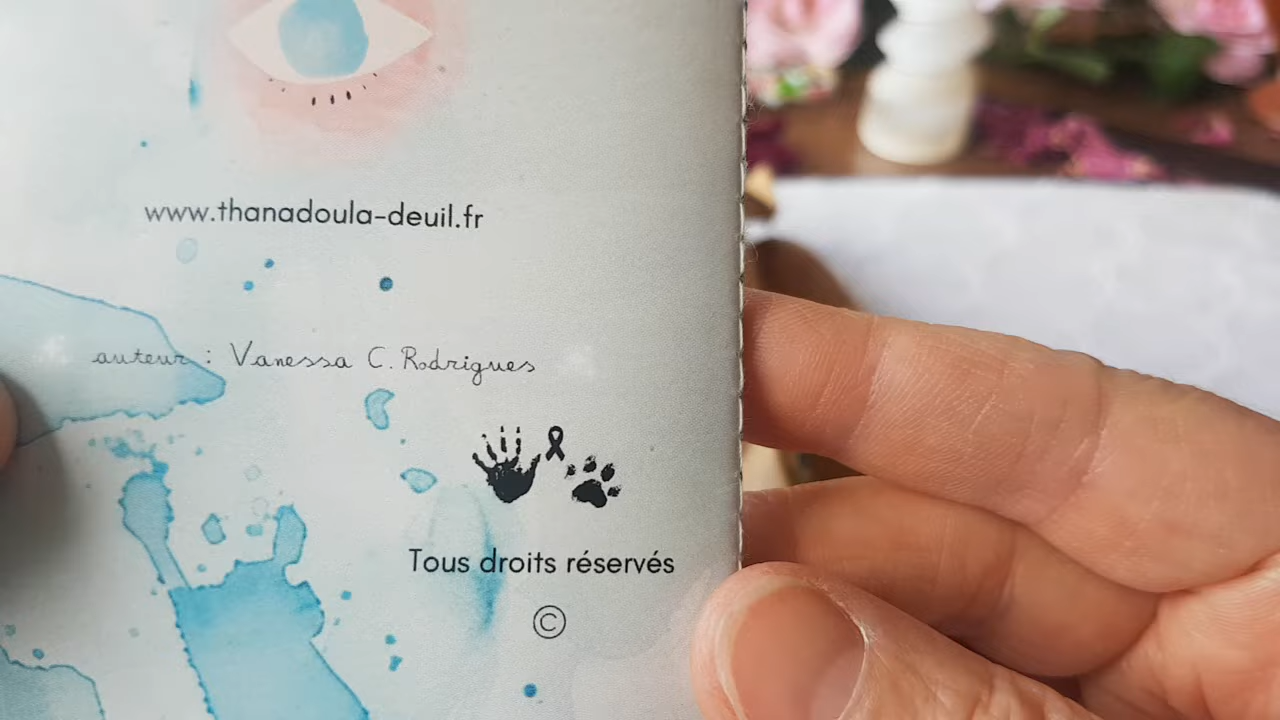 www.thanadoula-deuil.fr
auteur : Vanessa C. Rodrigues
Tous droits réservés
©